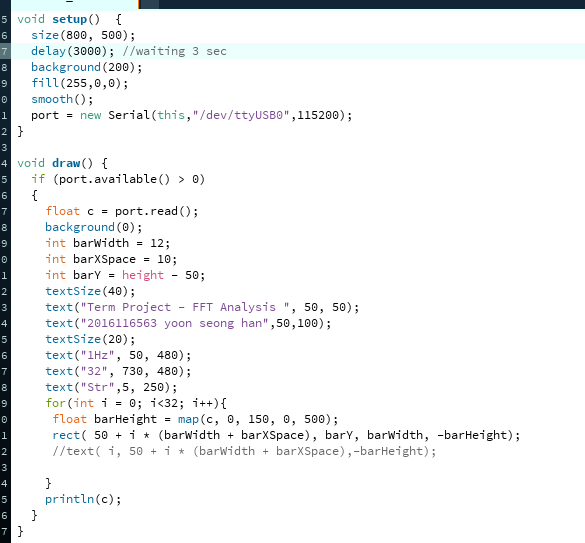 5 void setup()  {
6   size(800, 500);
7   delay(3000); //waiting 3 sec
8   background(200);
9   fill(255,0,0);
0   smooth();
1   port = new Serial(this,"/dev/ttyUSB0",115200);
2 }
3
4 void draw() {
5   if (port.available() > 0)
6   {
7     float c = port.read();
8     background(0);
9     int barWidth = 12;
0     int barXSpace = 10;
1     int barY = height - 50;
2     textSize(40);
3     text("Term Project - FFT Analysis ", 50, 50);
4     text("2016116563 yoon seong han",50,100);
5     textSize(20);
6     text("1Hz", 50, 480);
7     text("32", 730, 480);
8     text("Str",5, 250);
9     for(int i = 0; i<32; i++){
0      float barHeight = map(c, 0, 150, 0, 500);
1      rect( 50 + i * (barWidth + barXSpace), barY, barWidth, -barHeight);
2      //text( i, 50 + i * (barWidth + barXSpace),-barHeight);
3
4     }
5     println(c);
6   }
7 }